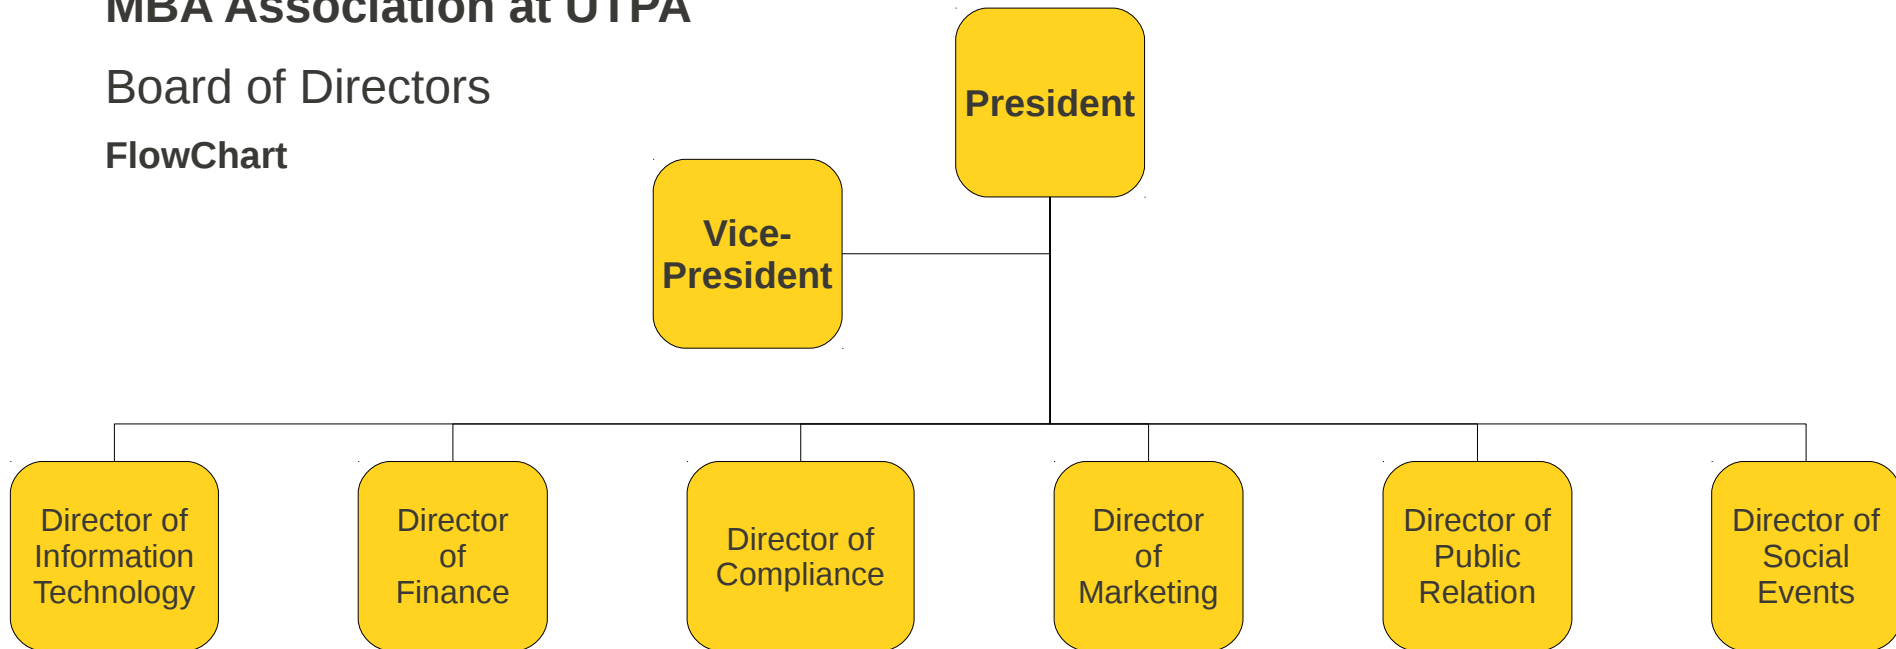 MBA Association at UTPA
Board of Directors
FlowChart
President
Vice-
President
Director of
Information
Technology
Director
of
Finance
Director of
Compliance
Director
of
Marketing
Director of
Public
Relation
Director of
Social
Events